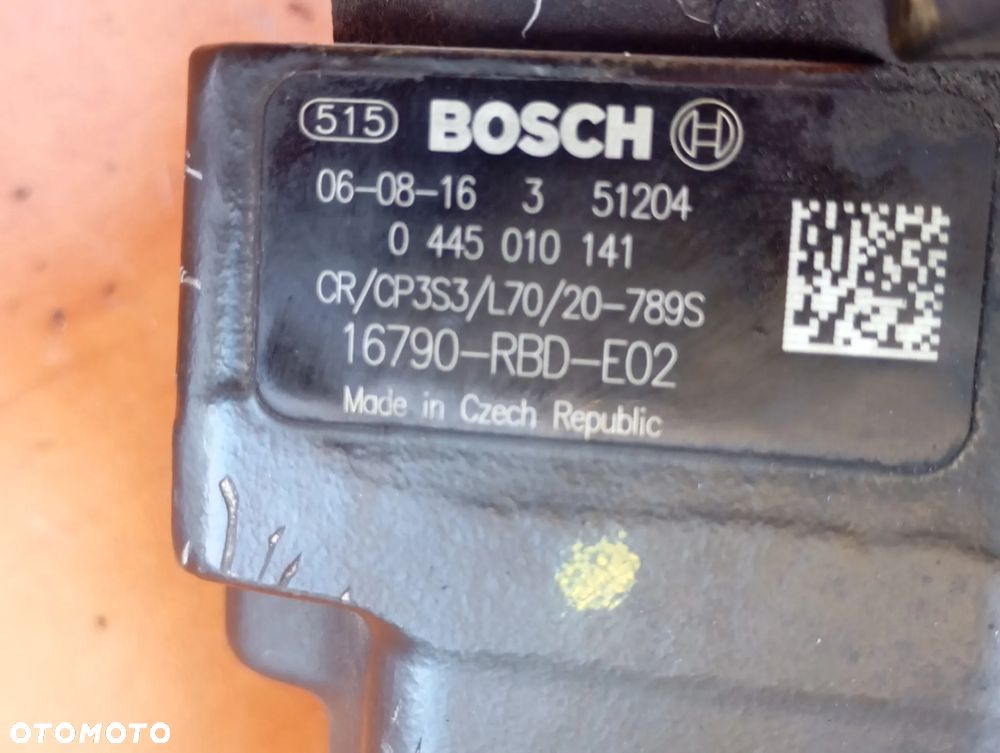 515 BOSCH
06-08-16 3 51204
0 445 010 141
CR/CP3S3/L70/20-789S
16790-RBD-E02
Made in Czech Republic
OTOMOTO